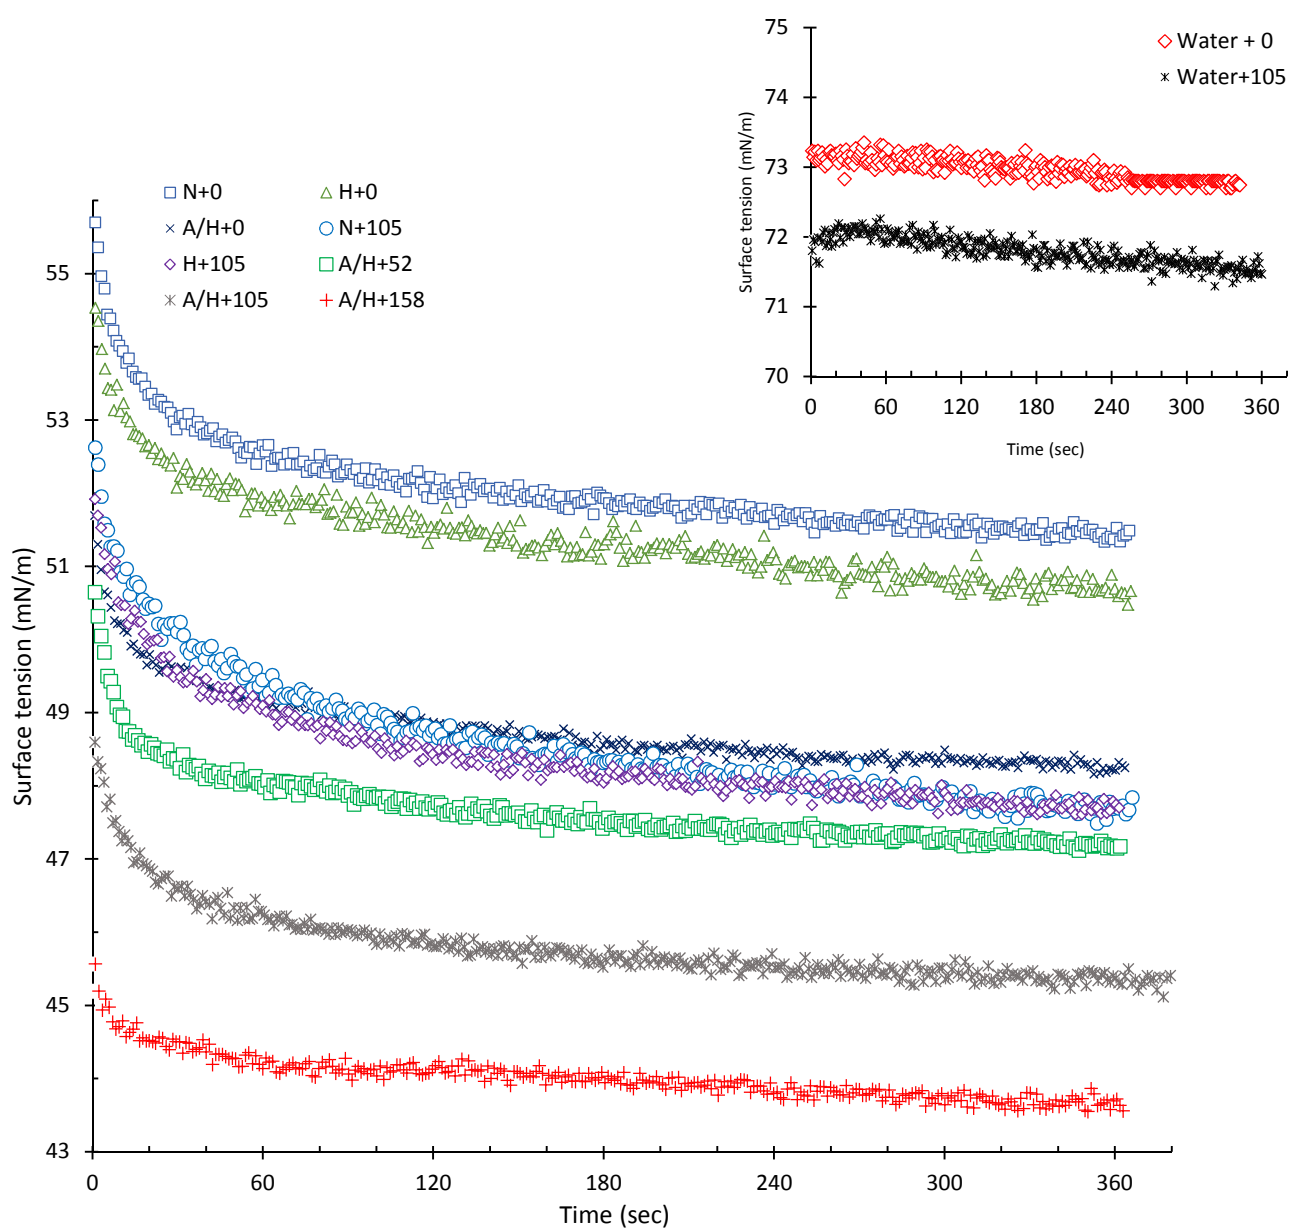 75
74
73
72
71
70
Surface tension (mN/m)
Water + 0
Water+105
0 60 120 180 240 300 360
Time (sec)
N+0 H+0
A/H+0 N+105
H+105 A/H+52
A/H+105 A/H+158
55
53
51
49
47
45
43
Surface tension (mN/m)
0 60 120 180 240 300 360
Time (sec)